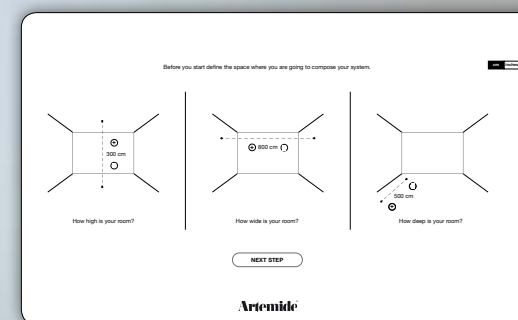 Before you start define the space where you are going to compose your system.
cm inches
300 cm
800 cm
500 cm
How high is your room?
How wide is your room?
How deep is your room?
NEXT STEP
Artemide